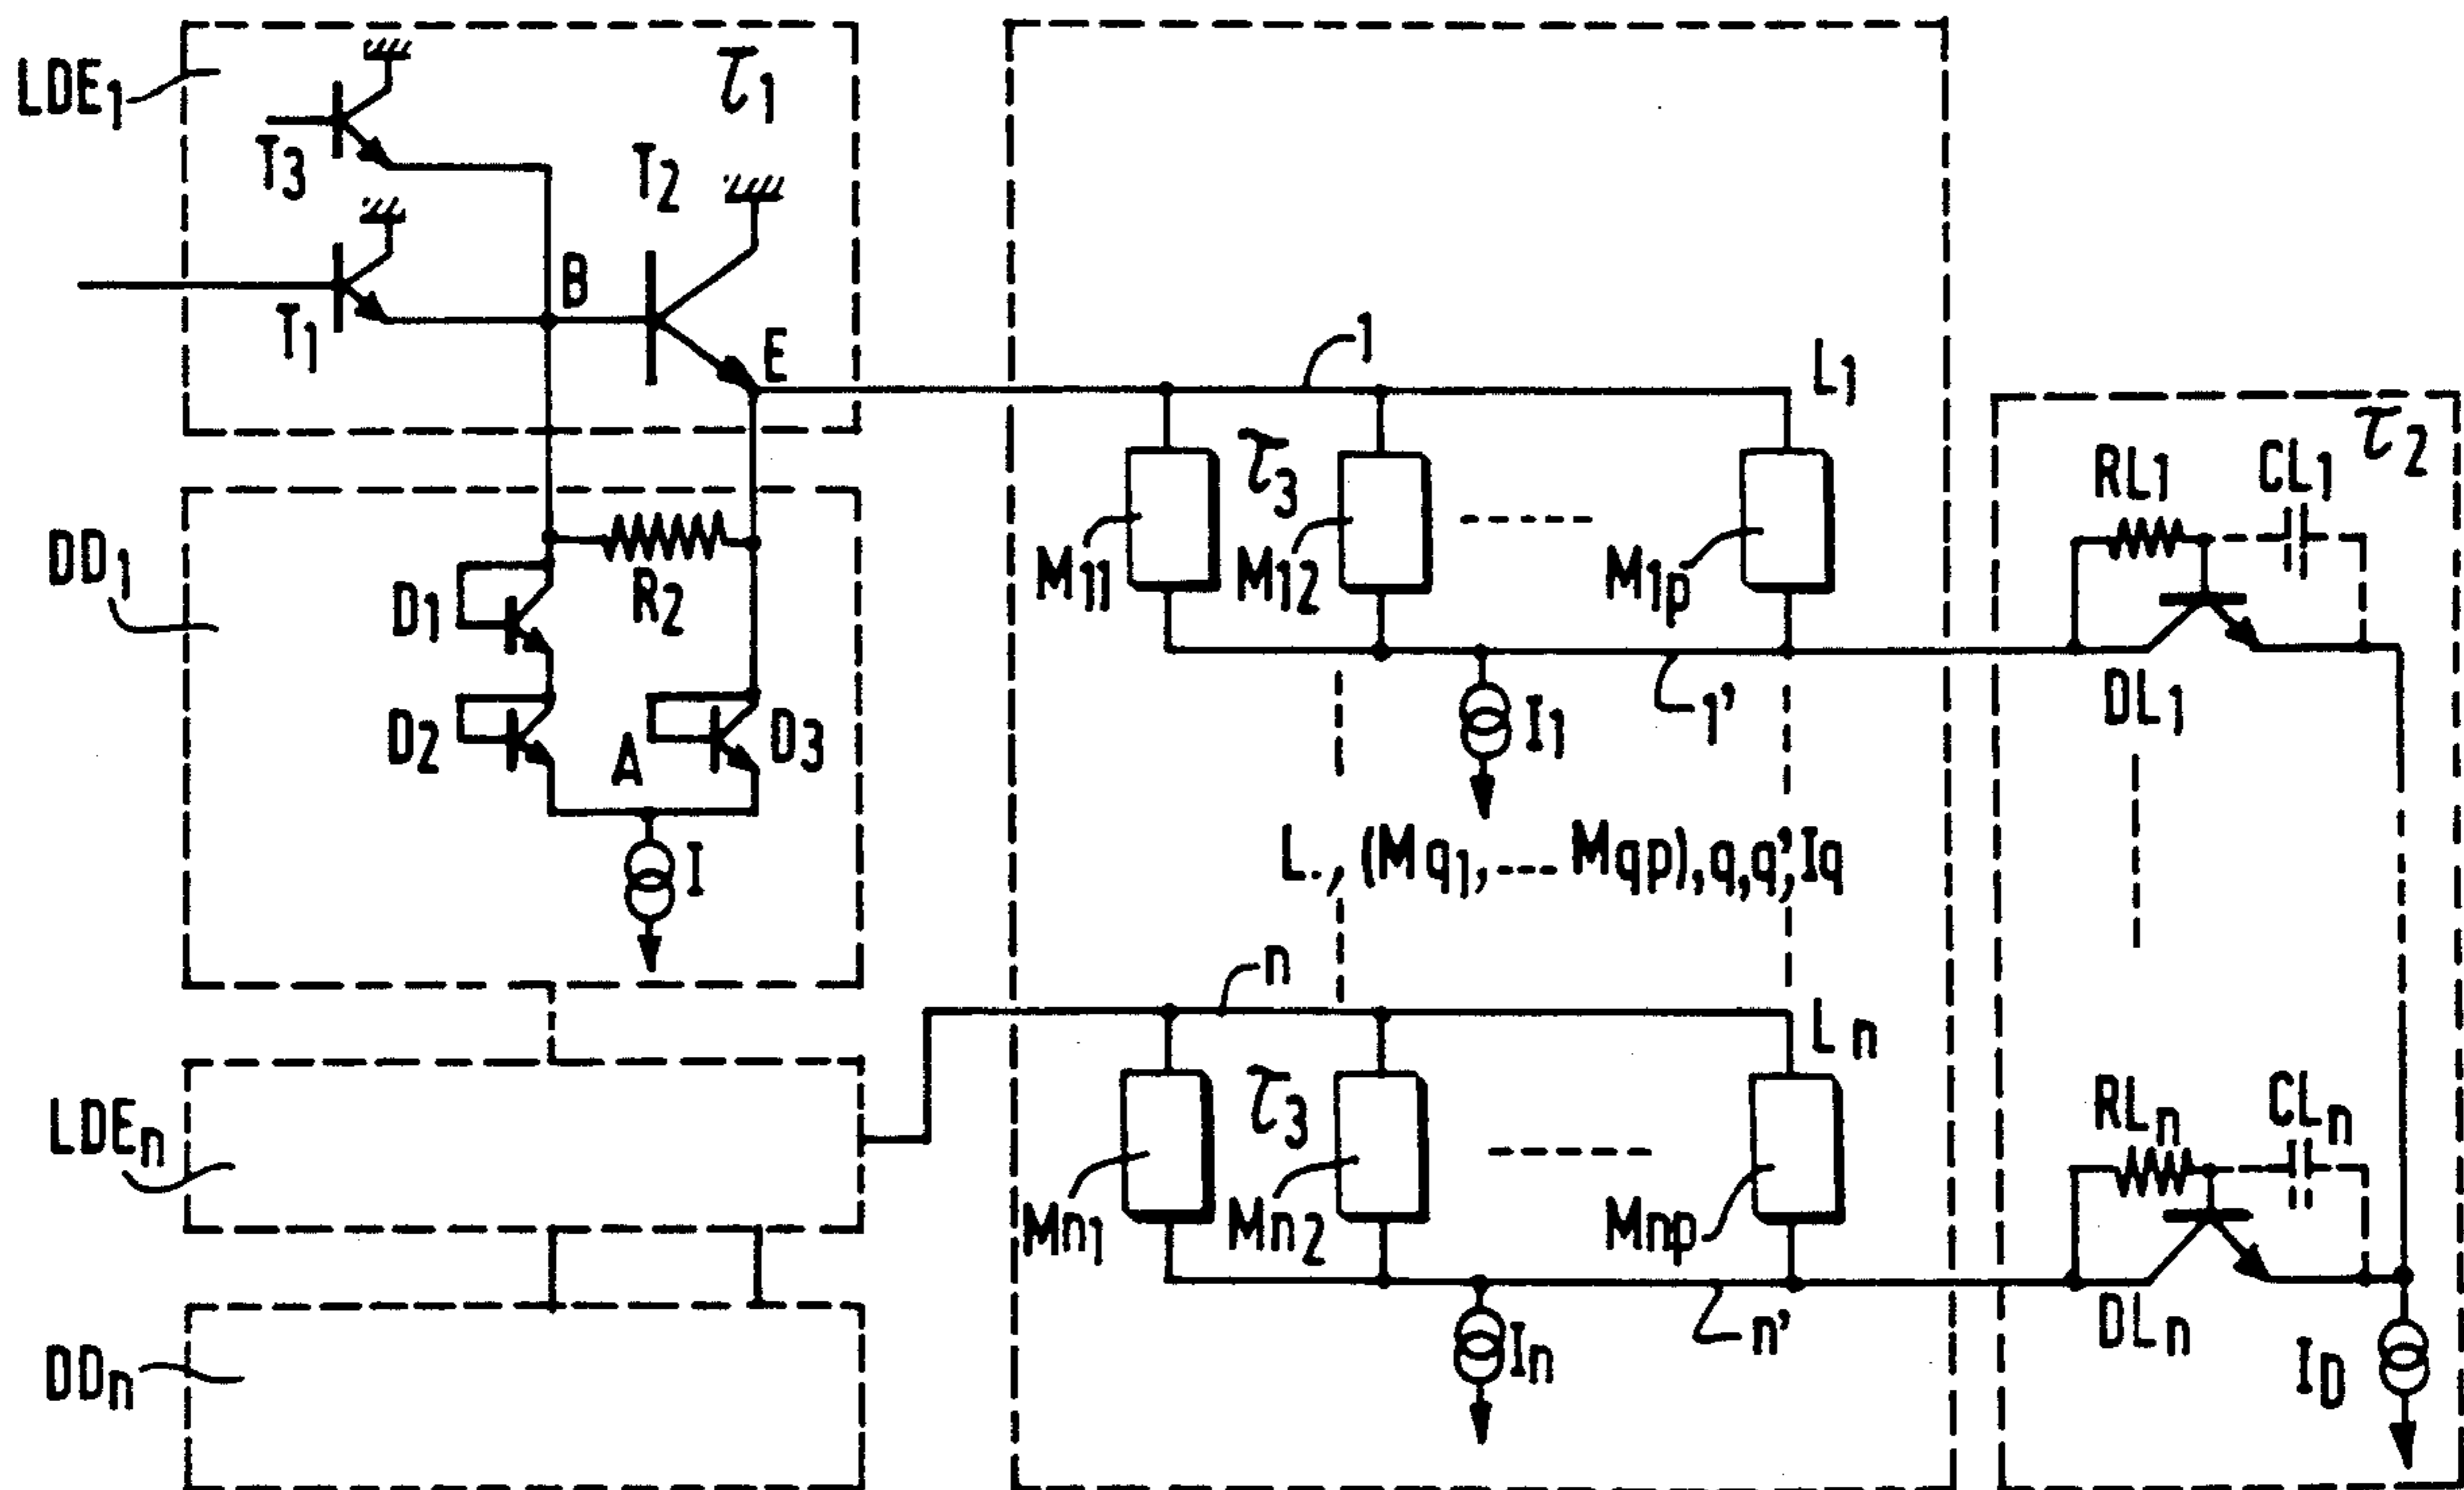 LDE1
τ1
T3
T2
T1
B
E
1
L1
τ2
RL1
CL1
DD1
D1
R2
M11
τ3
M12
M1p
DL1
D2
A
D3
I1
1'
I
L., (Mq1, ---- Mqp), q, q', Iq
n
Ln
LDEn
τ3
RLn
CLn
Mn1
Mn2
Mnp
DLn
DDn
In
n'
ID